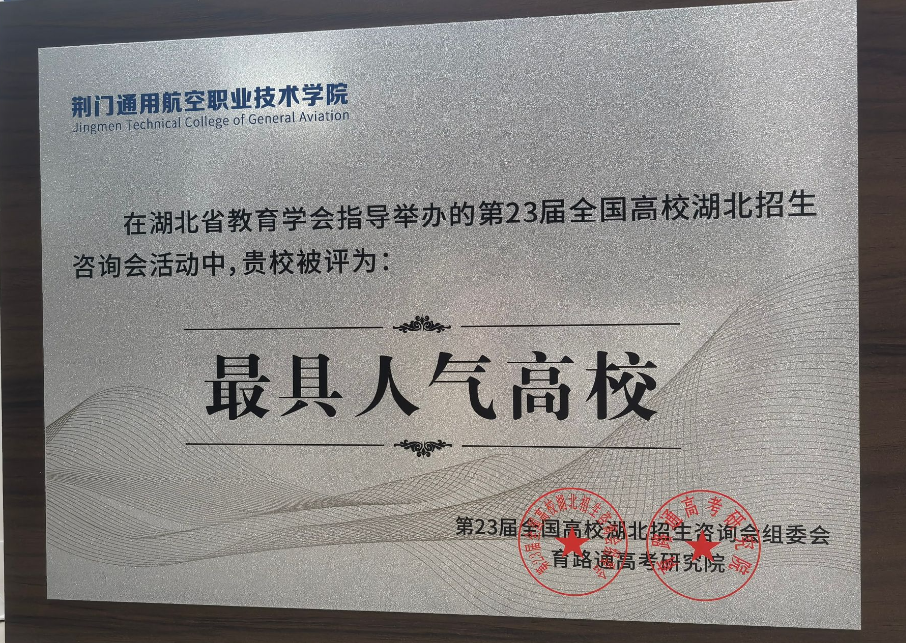 荆门通用航空职业技术学院
Jingmen Technical College of General Aviation
在湖北省教育学会指导举办的第23届全国高校湖北招生
咨询会活动中，贵校被评为：
最具人气高校
第23届全国高校湖北招生咨询会组委会
育路通高考研究院